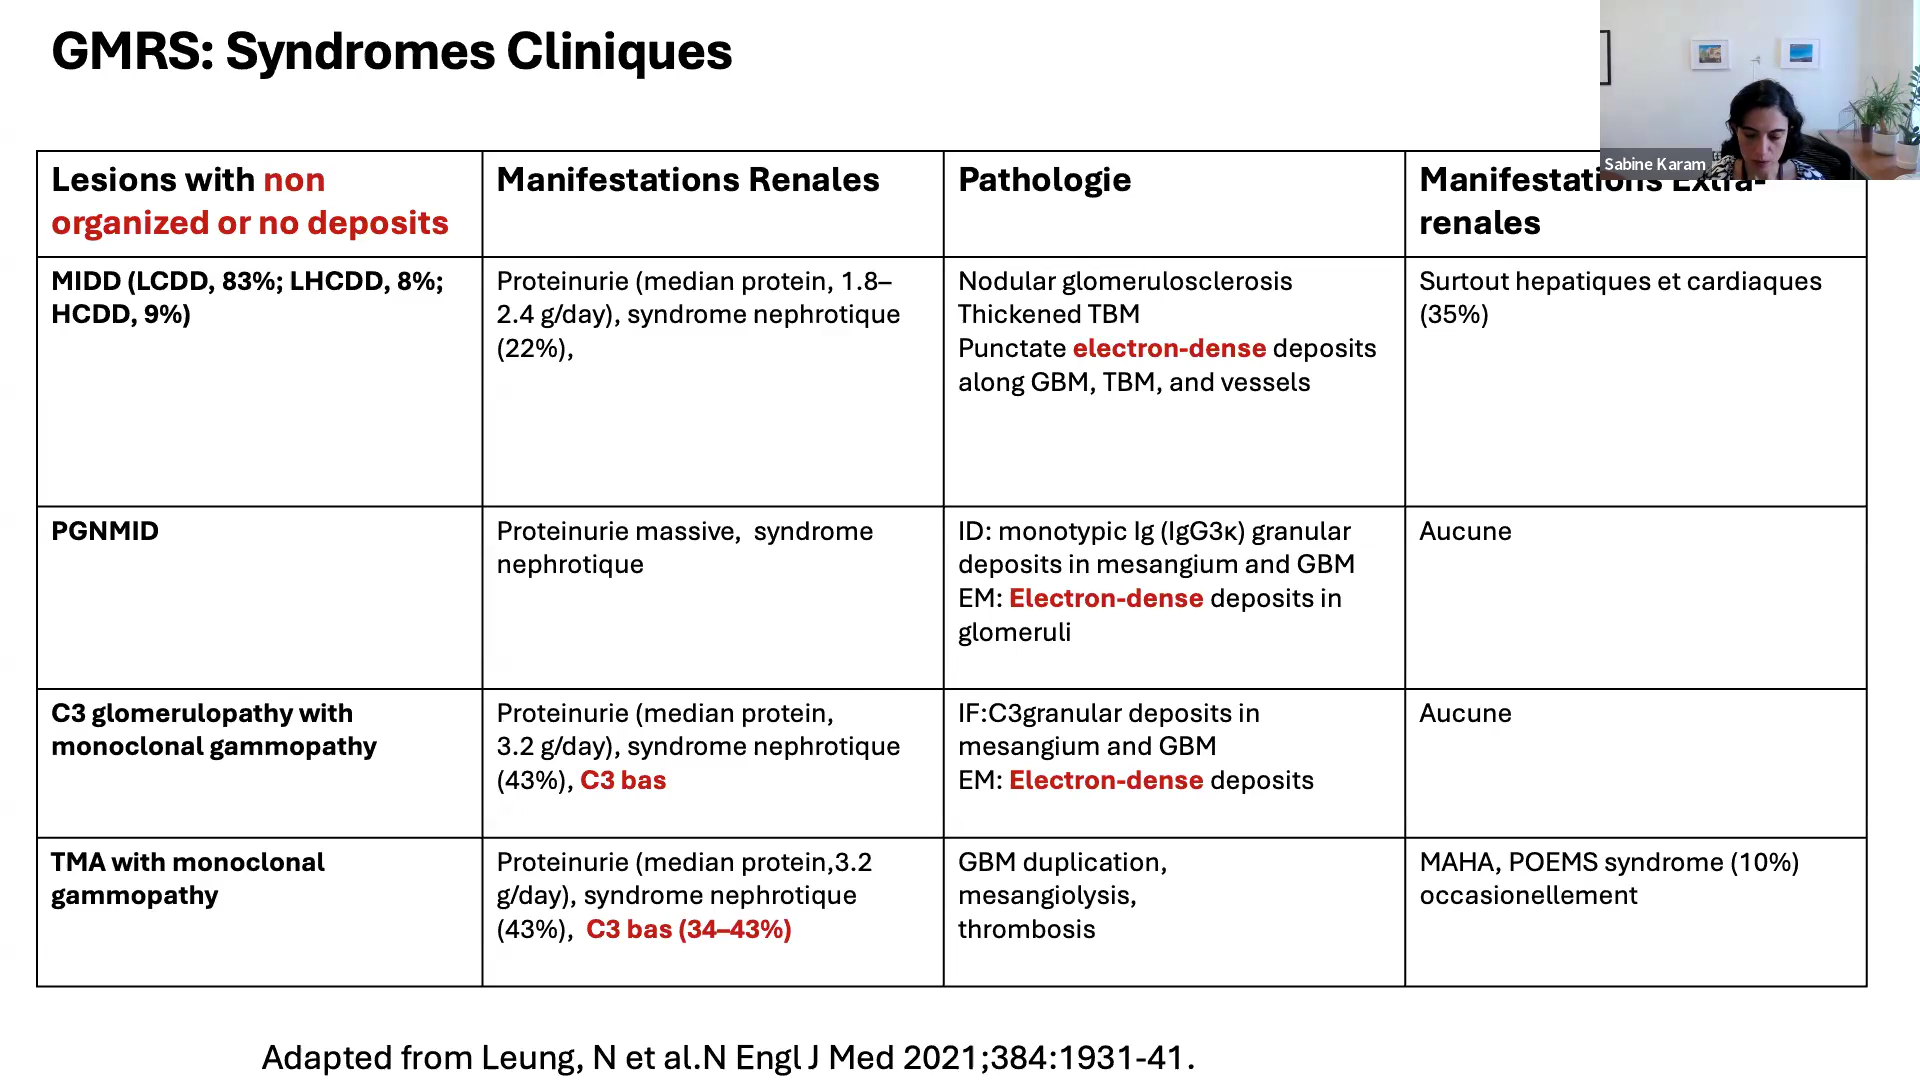 GMRS: Syndromes Cliniques
Sabine Karam
Lesions with non
organized or no deposits
Manifestations Renales
Pathologie
Manifestations Extra-
renales
MIDD (LCDD, 83%; LHCDD, 8%;
HCDD, 9%)
Proteinurie (median protein, 1.8–
2.4 g/day), syndrome nephrotique
(22%),
Nodular glomerulosclerosis
Thickened TBM
Punctate electron-dense deposits
along GBM, TBM, and vessels
Surtout hepatiques et cardiaques
(35%)
PGNMID
Proteinurie massive,  syndrome
nephrotique
ID: monotypic Ig (IgG3κ) granular
deposits in mesangium and GBM
EM: Electron-dense deposits in
glomeruli
Aucune
C3 glomerulopathy with
monoclonal gammopathy
Proteinurie (median protein,
3.2 g/day), syndrome nephrotique
(43%), C3 bas
IF:C3granular deposits in
mesangium and GBM
EM: Electron-dense deposits
Aucune
TMA with monoclonal
gammopathy
Proteinurie (median protein,3.2
g/day), syndrome nephrotique
(43%),  C3 bas (34–43%)
GBM duplication,
mesangiolysis,
thrombosis
MAHA, POEMS syndrome (10%)
occasionellement
Adapted from Leung, N et al.N Engl J Med 2021;384:1931-41.